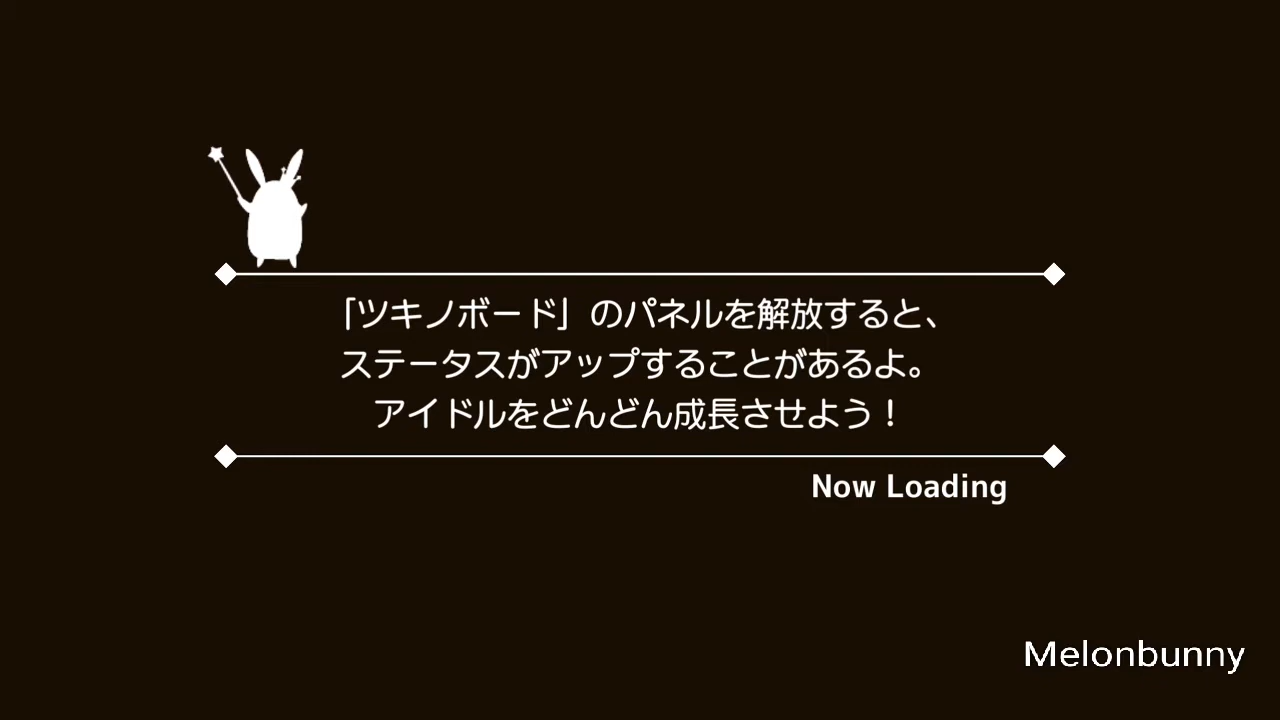 「ツキノボード」のパネルを解放すると、
ステータスがアップすることがあるよ。
アイドルをどんどん成長させよう！
Now Loading
Melonbunny